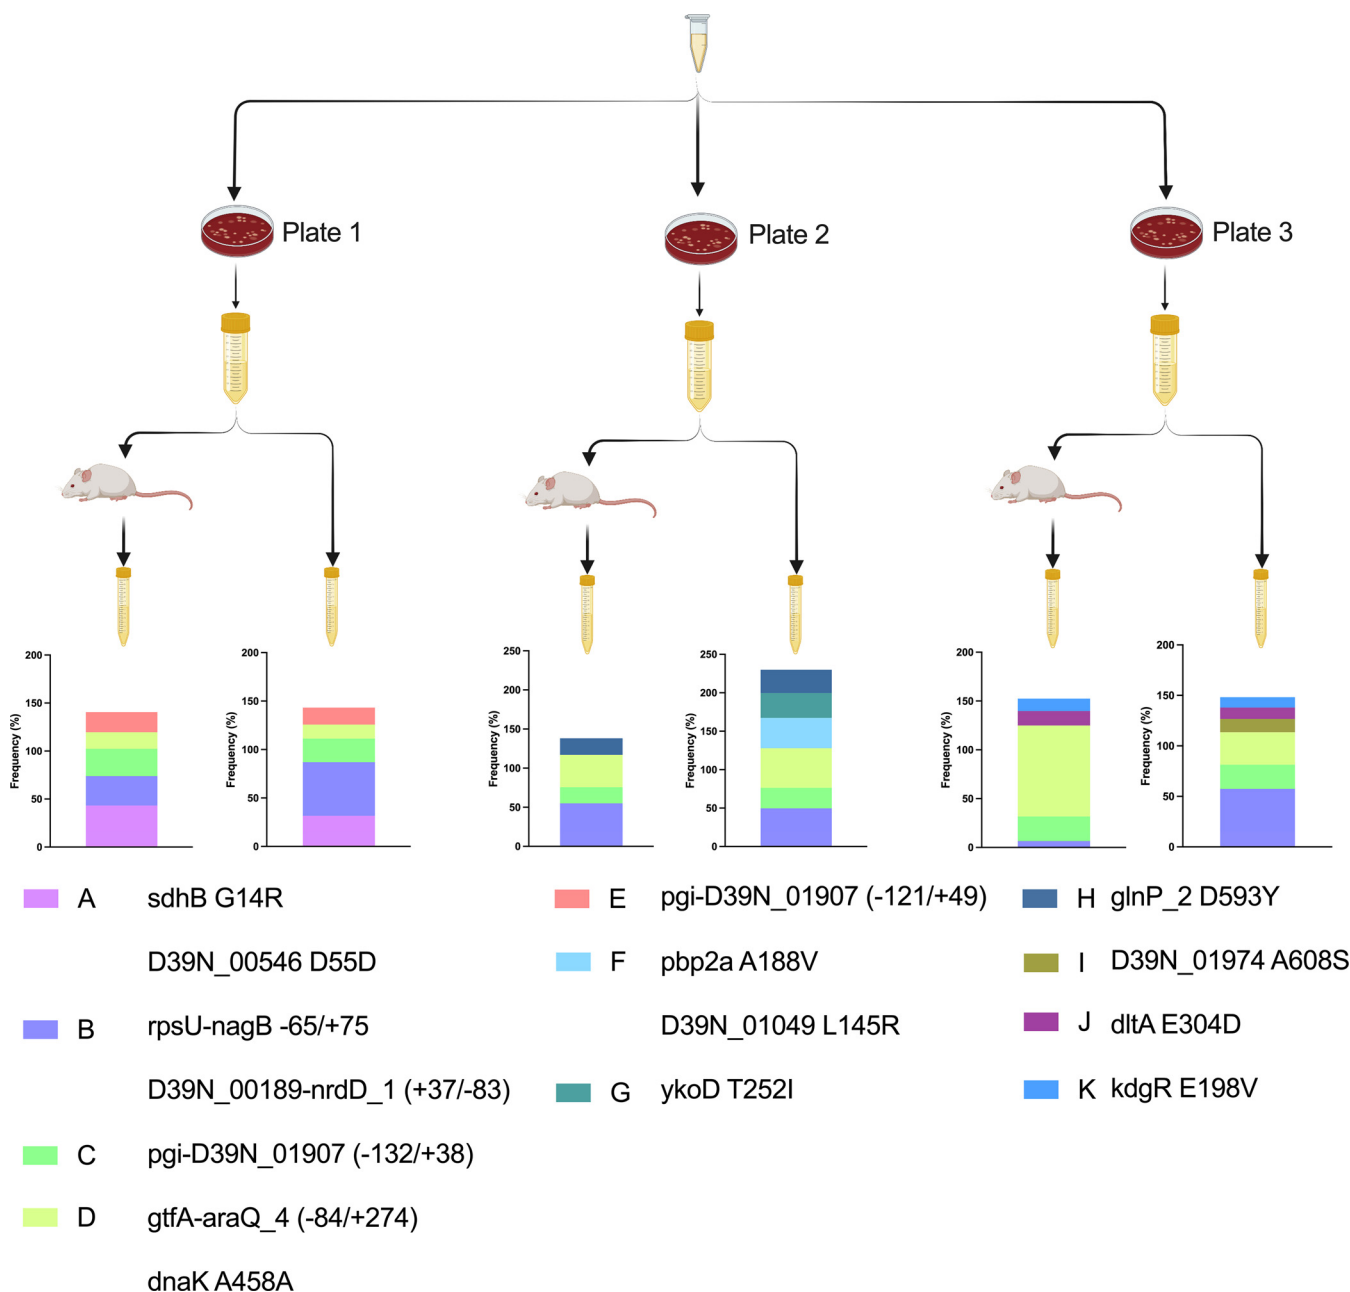 Plate 1
Plate 2
Plate 3
Frequency (%)
200
150
100
50
0
Frequency (%)
200
150
100
50
0
Frequency (%)
250
200
150
100
50
0
Frequency (%)
250
200
150
100
50
0
Frequency (%)
200
150
100
50
0
Frequency (%)
200
150
100
50
0
A sdhB G14R
D39N_00546 D55D
B rpsU-nagB -65/+75
D39N_00189-nrdD_1 (+37/-83)
C pgi-D39N_01907 (-132/+38)
D gtfA-araQ_4 (-84/+274)
dnaK A458A
E pgi-D39N_01907 (-121/+49)
F pbp2a A188V
D39N_01049 L145R
G ykoD T252I
H glnP_2 D593Y
I D39N_01974 A608S
J dltA E304D
K kdgR E198V